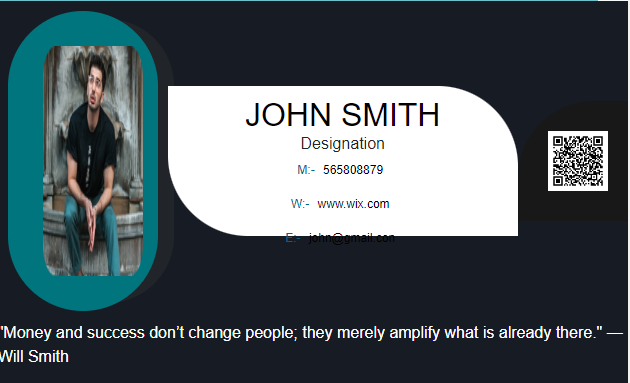 JOHN SMITH
Designation
M:- 565808879
W:- www.wix.com
E:- john@gmail.con
"Money and success don’t change people; they merely amplify what is already there." —
Will Smith